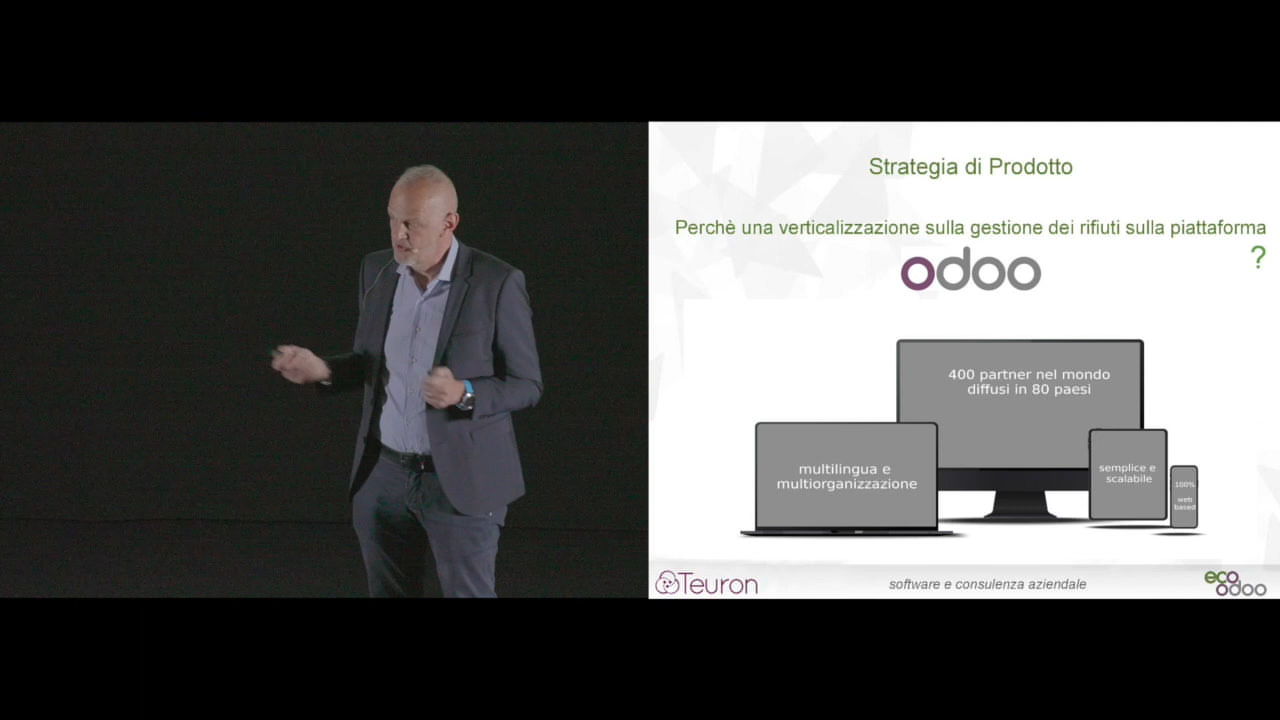 Strategia di Prodotto
Perchè una verticalizzazione sulla gestione dei rifiuti sulla piattaforma
?
odoo
400 partner nel mondo
diffusi in 80 paesi
multilingua e
multiorganizzazione
semplice e
scalabile
100%
web
based
Teuron
software e consulenza aziendale
eco
odoo